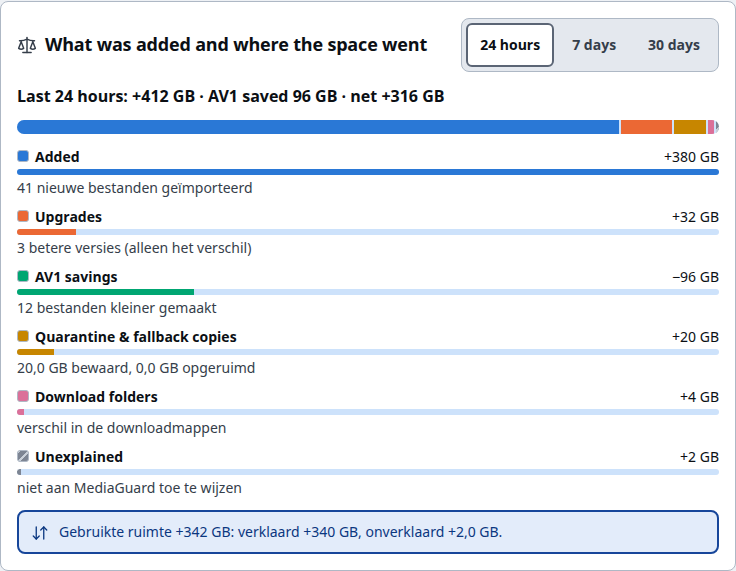 What was added and where the space went
24 hours
7 days
30 days
Last 24 hours: +412 GB · AV1 saved 96 GB · net +316 GB
Added
+380 GB
41 nieuwe bestanden geïmporteerd
Upgrades
+32 GB
3 betere versies (alleen het verschil)
AV1 savings
−96 GB
12 bestanden kleiner gemaakt
Quarantine & fallback copies
+20 GB
20,0 GB bewaard, 0,0 GB opgeruimd
Download folders
+4 GB
verschil in de downloadmappen
Unexplained
+2 GB
niet aan MediaGuard toe te wijzen
Gebruikte ruimte +342 GB: verklaard +340 GB, onverklaard +2,0 GB.